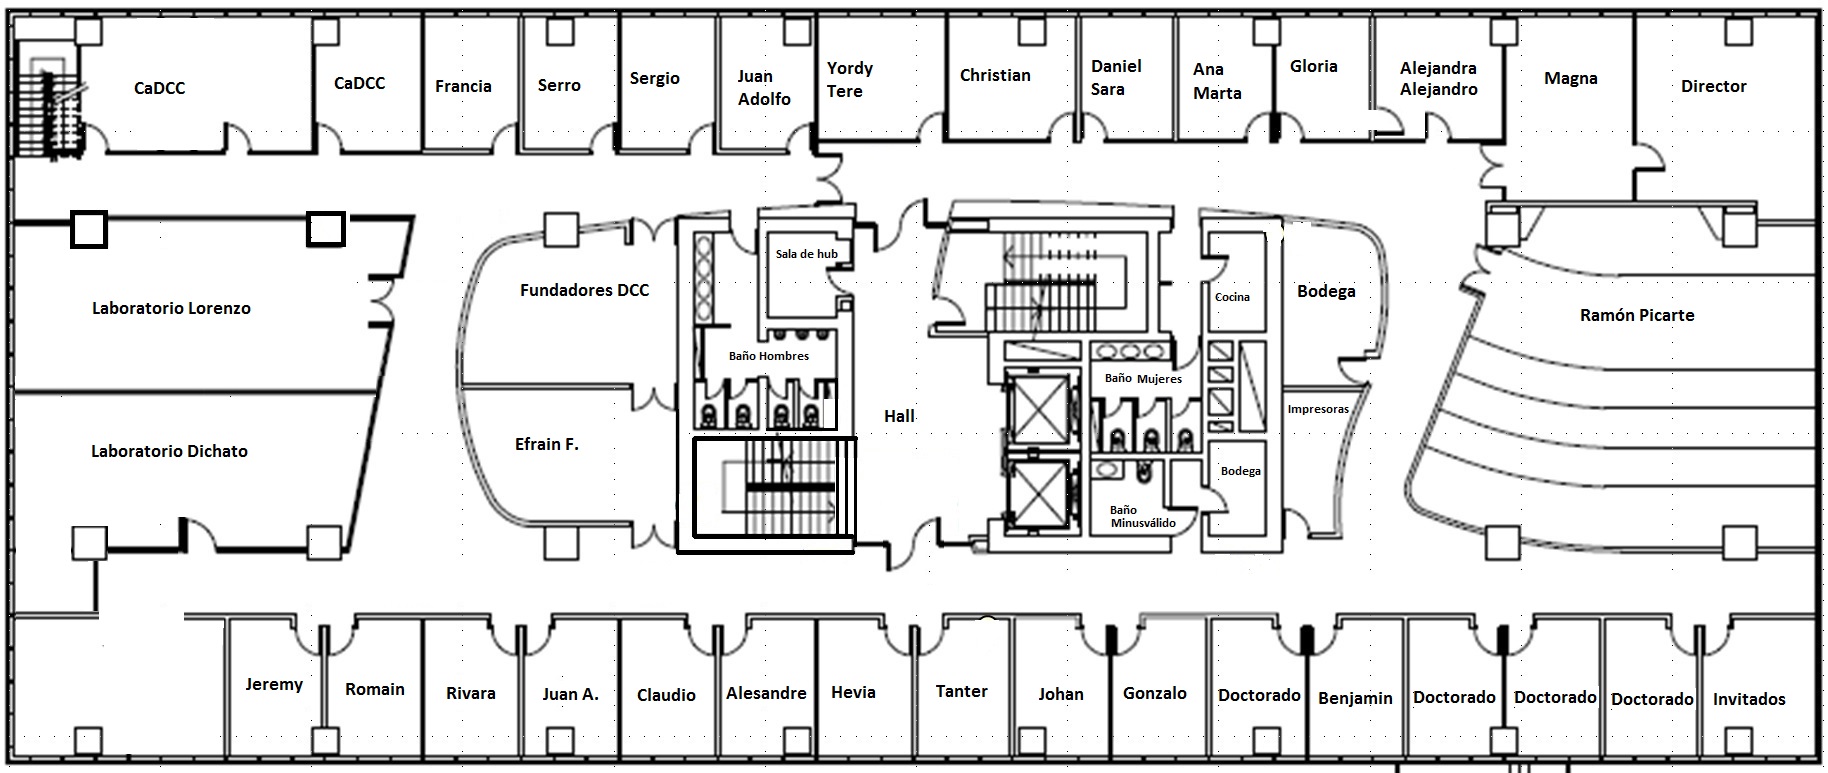 CaDCC
CaDCC
Francia
Serro
Sergio
Juan
Adolfo
Yordy
Tere
Christian
Daniel
Sara
Ana
Marta
Gloria
Alejandra
Alejandro
Magna
Director
Laboratorio Lorenzo
Fundadores DCC
Sala de hub
Cocina
Bodega
Ramón Picarte
Baño Hombres
Baño Mujeres
Hall
Impresoras
Laboratorio Dichato
Efrain F.
Bodega
Baño
Minusválido
Jeremy
Romain
Rivara
Juan A.
Claudio
Alesandre
Hevia
Tanter
Johan
Gonzalo
Doctorado
Benjamin
Doctorado
Doctorado
Doctorado
Invitados